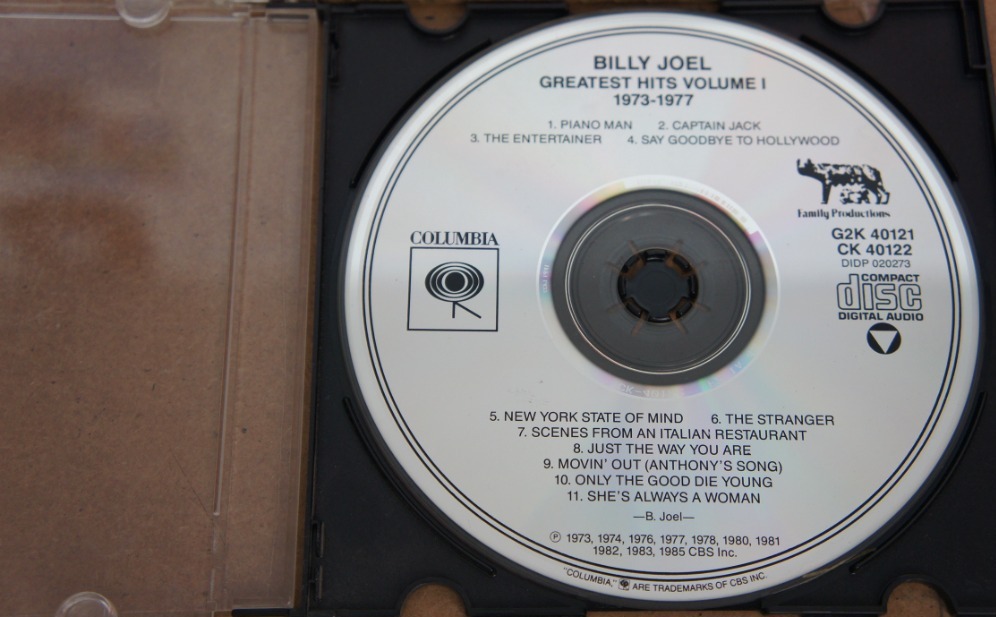 BILLY JOEL
GREATEST HITS VOLUME I
1973-1977
1. PIANO MAN 2. CAPTAIN JACK
3. THE ENTERTAINER 4. SAY GOODBYE TO HOLLYWOOD
Family Productions
COLUMBIA
G2K 40121
CK 40122
DIDP 020273
COMPACT
disc
DIGITAL AUDIO
5. NEW YORK STATE OF MIND 6. THE STRANGER
7. SCENES FROM AN ITALIAN RESTAURANT
8. JUST THE WAY YOU ARE
9. MOVIN' OUT (ANTHONY'S SONG)
10. ONLY THE GOOD DIE YOUNG
11. SHE'S ALWAYS A WOMAN
—B. Joel—
℗ 1973, 1974, 1976, 1977, 1978, 1980, 1981
1982, 1983, 1985 CBS Inc.
"COLUMBIA," ARE TRADEMARKS OF CBS INC.